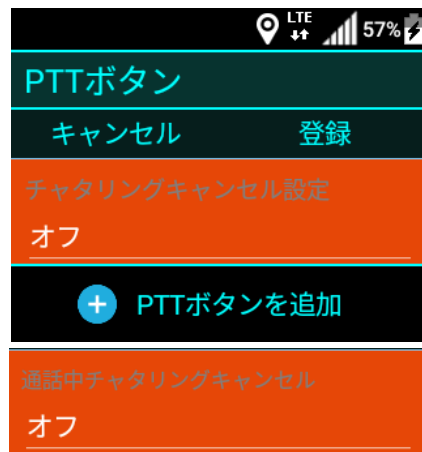 LTE 57%
PTTボタン
キャンセル 登録
チャタリングキャンセル設定
オフ
PTTボタンを追加
通話中チャタリングキャンセル
オフ